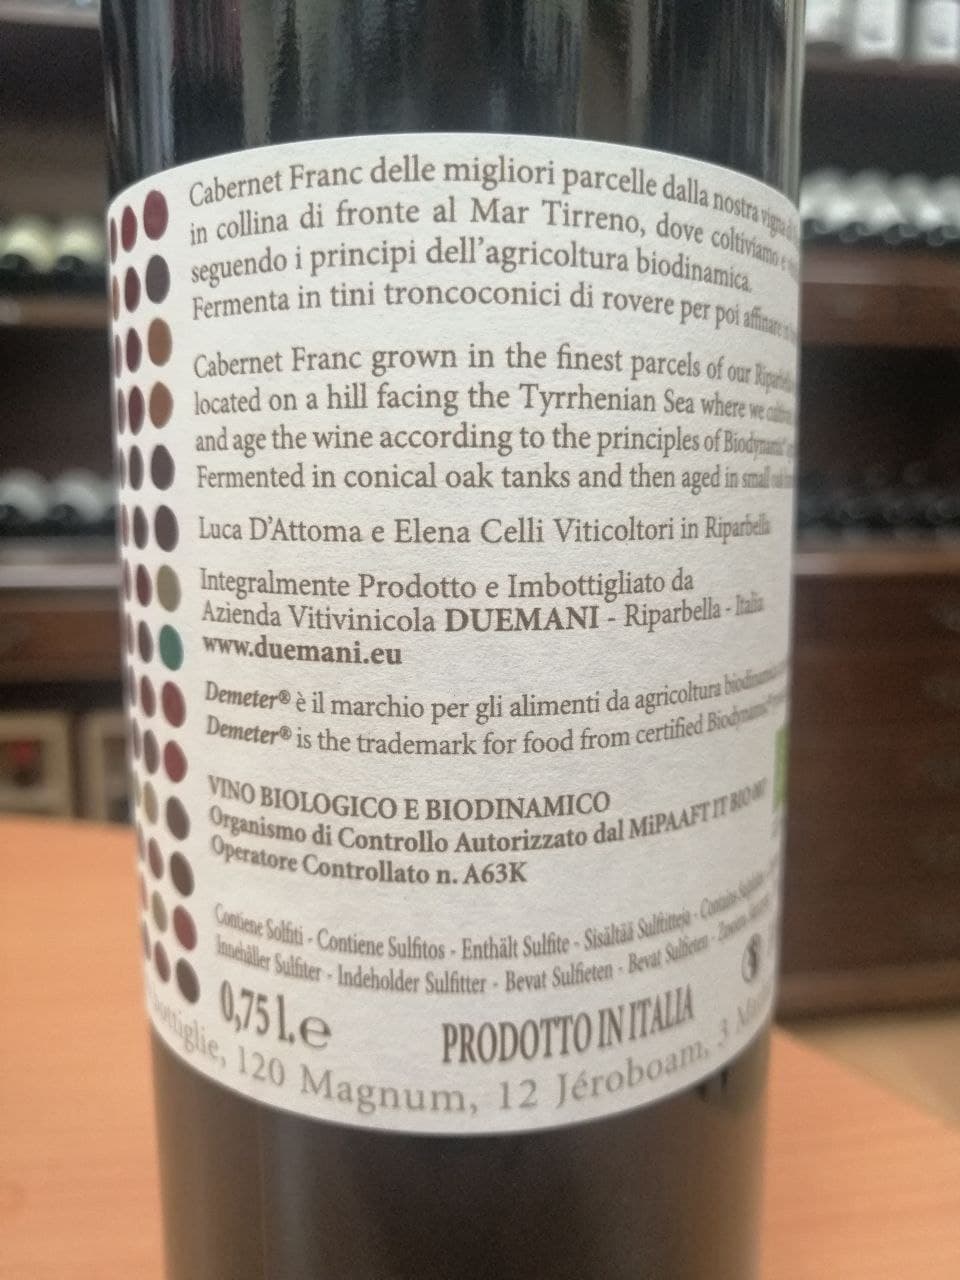 Cabernet Franc delle migliori parcelle dalla nostra vigna
in collina di fronte al Mar Tirreno, dove coltiviamo e
seguendo i principi dell'agricoltura biodinamica.
Fermenta in tini troncoconici di rovere per poi affinare
Cabernet Franc grown in the finest parcels of our
located on a hill facing the Tyrrhenian Sea where we
and age the wine according to the principles of
Fermented in conical oak tanks and then aged in small
Luca D'Attoma e Elena Celli Viticoltori in Riparbella
Integralmente Prodotto e Imbottigliato da
Azienda Vitivinicola DUEMANI - Riparbella - Italia
www.duemani.eu
Demeter® è il marchio per gli alimenti da agricoltura
Demeter® is the trademark for food from certified
VINO BIOLOGICO E BIODINAMICO
Organismo di Controllo Autorizzato dal MiPAAFT IT BIO
Operatore Controllato n. A63K
Contiene Solfiti - Contiene Sulfitos - Enthält Sulfite - Sisältää Sulfiitteja -
Innehåller Sulfiter - Indeholder Sulfitter - Bevat Sulfieten - Bevat Sulfieten -
0,75 l. e
PRODOTTO IN ITALIA
120 Magnum, 12 Jéroboam, 3